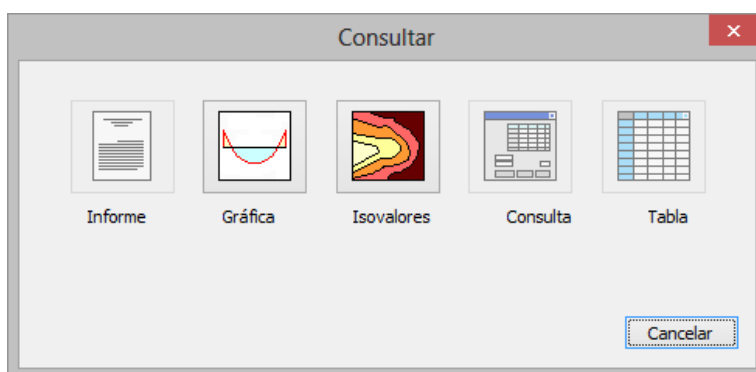 Consultar
Informe
Gráfica
Isovalores
Consulta
Tabla
Cancelar